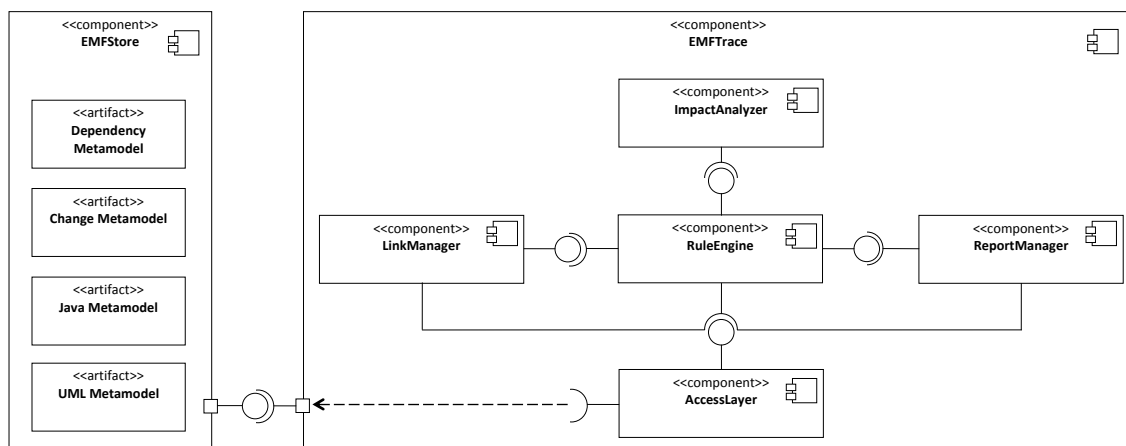 <<component>>
EMFStore
<<artifact>>
Dependency
Metamodel
<<artifact>>
Change Metamodel
<<artifact>>
Java Metamodel
<<artifact>>
UML Metamodel
<<component>>
EMFTrace
<<component>>
ImpactAnalyzer
<<component>>
LinkManager
<<component>>
RuleEngine
<<component>>
ReportManager
<<component>>
AccessLayer